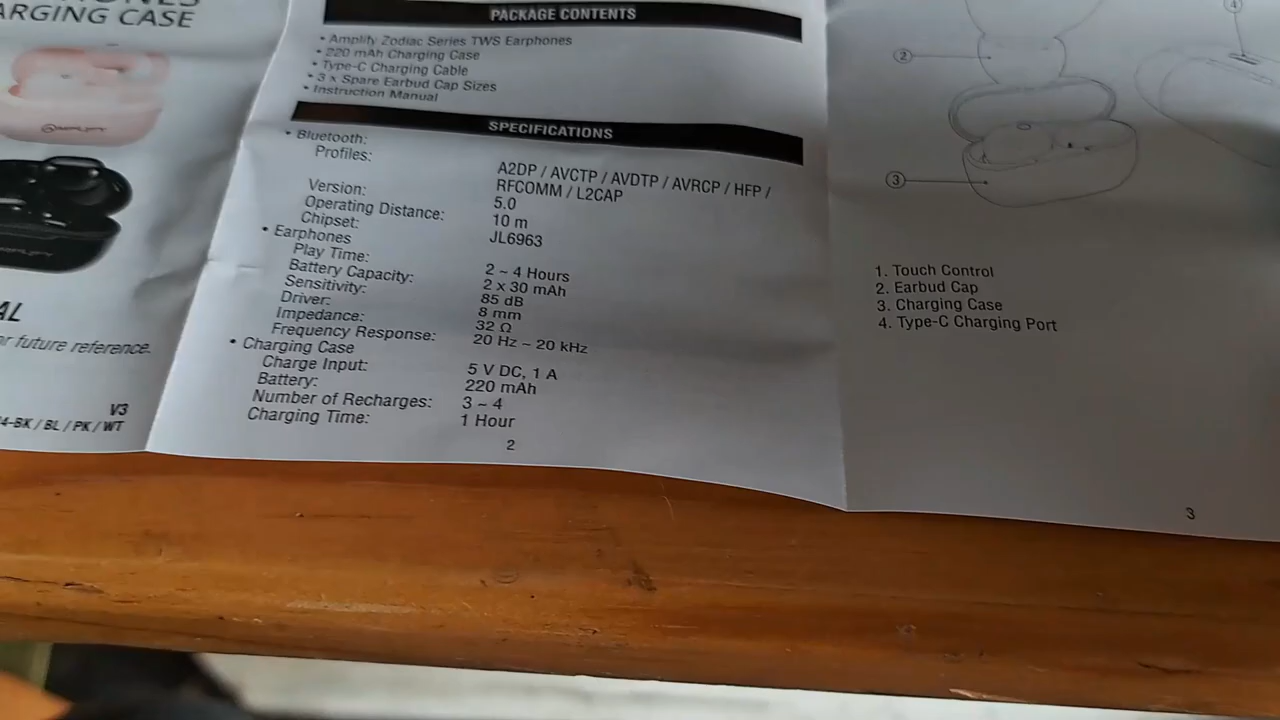 ARGING CASE
AL
or future reference.
V3
4-BK / BL / PK / WT
PACKAGE CONTENTS
• Amplify Zodiac Series TWS Earphones
• 220 mAh Charging Case
• Type-C Charging Cable
• 3 x Spare Earbud Cap Sizes
• Instruction Manual
SPECIFICATIONS
• Bluetooth:
Profiles: A2DP / AVCTP / AVDTP / AVRCP / HFP /
RFCOMM / L2CAP
Version: 5.0
Operating Distance: 10 m
Chipset: JL6963
• Earphones
Play Time: 2 ~ 4 Hours
Battery Capacity: 2 x 30 mAh
Sensitivity: 85 dB
Driver: 8 mm
Impedance: 32 Ω
Frequency Response: 20 Hz ~ 20 kHz
• Charging Case
Charge Input: 5 V DC, 1 A
Battery: 220 mAh
Number of Recharges: 3 ~ 4
Charging Time: 1 Hour
2
4
2
3
1. Touch Control
2. Earbud Cap
3. Charging Case
4. Type-C Charging Port
3